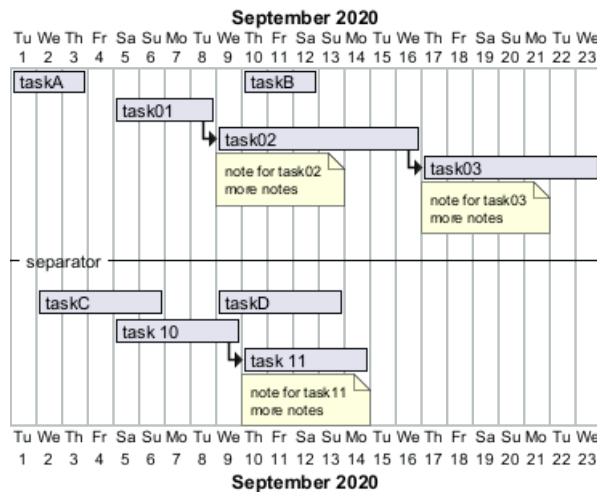 September 2020
Tu We Th Fr Sa Su Mo Tu We Th Fr Sa Su Mo Tu We Th Fr Sa Su Mo Tu We
1 2 3 4 5 6 7 8 9 10 11 12 13 14 15 16 17 18 19 20 21 22 23
taskA taskB
task01
task02
note for task02
more notes
task03
note for task03
more notes
separator
taskC taskD
task 10
task 11
note for task11
more notes
Tu We Th Fr Sa Su Mo Tu We Th Fr Sa Su Mo Tu We Th Fr Sa Su Mo Tu We
1 2 3 4 5 6 7 8 9 10 11 12 13 14 15 16 17 18 19 20 21 22 23
September 2020